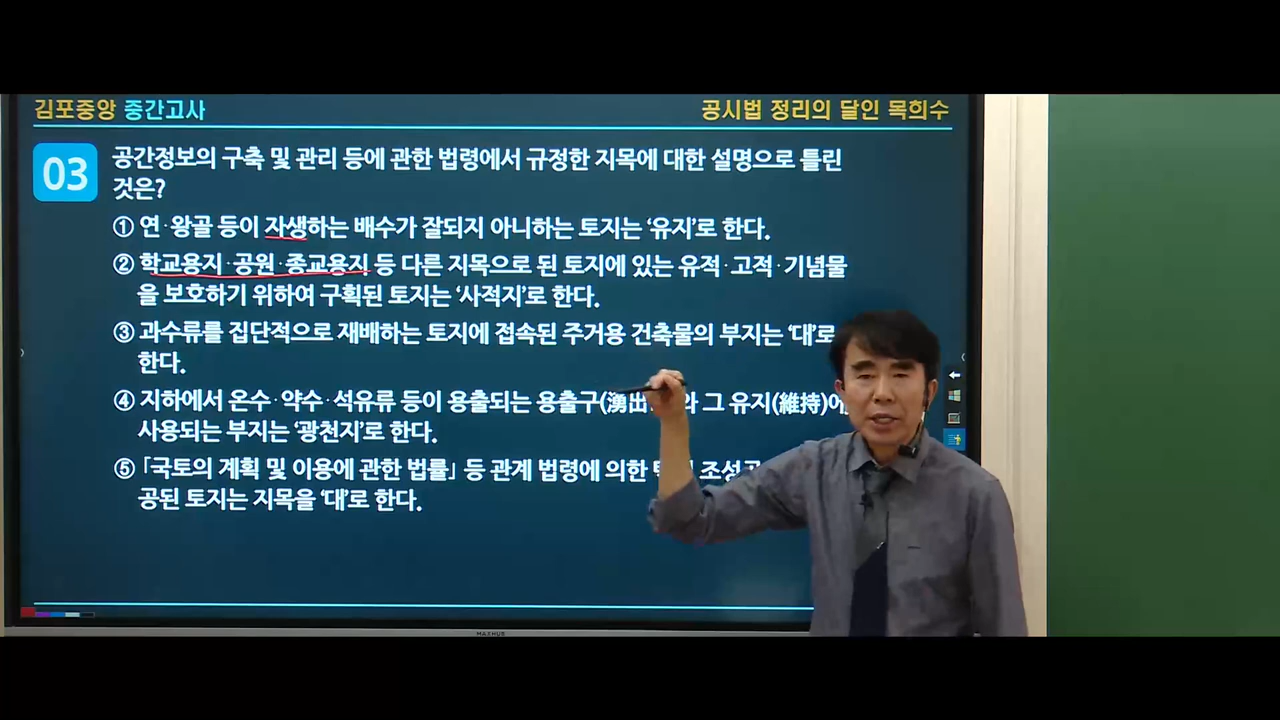 김포중앙 중간고사
공시법 정리의 달인 목희수
03
공간정보의 구축 및 관리 등에 관한 법령에서 규정한 지목에 대한 설명으로 틀린
것은?
① 연·왕골 등이 자생하는 배수가 잘되지 아니하는 토지는 ‘유지’로 한다.
② 학교용지·공원·종교용지 등 다른 지목으로 된 토지에 있는 유적·고적·기념물
을 보호하기 위하여 구획된 토지는 ‘사적지’로 한다.
③ 과수류를 집단적으로 재배하는 토지에 접속된 주거용 건축물의 부지는 ‘대’로
한다.
④ 지하에서 온수·약수·석유류 등이 용출되는 용출구(湧出 그 유지(維持)에
사용되는 부지는 ‘광천지’로 한다.
⑤ 「국토의 계획 및 이용에 관한 법률」 등 관계 법령에 의한 조성
공된 토지는 지목을 ‘대’로 한다.
MAXHUB